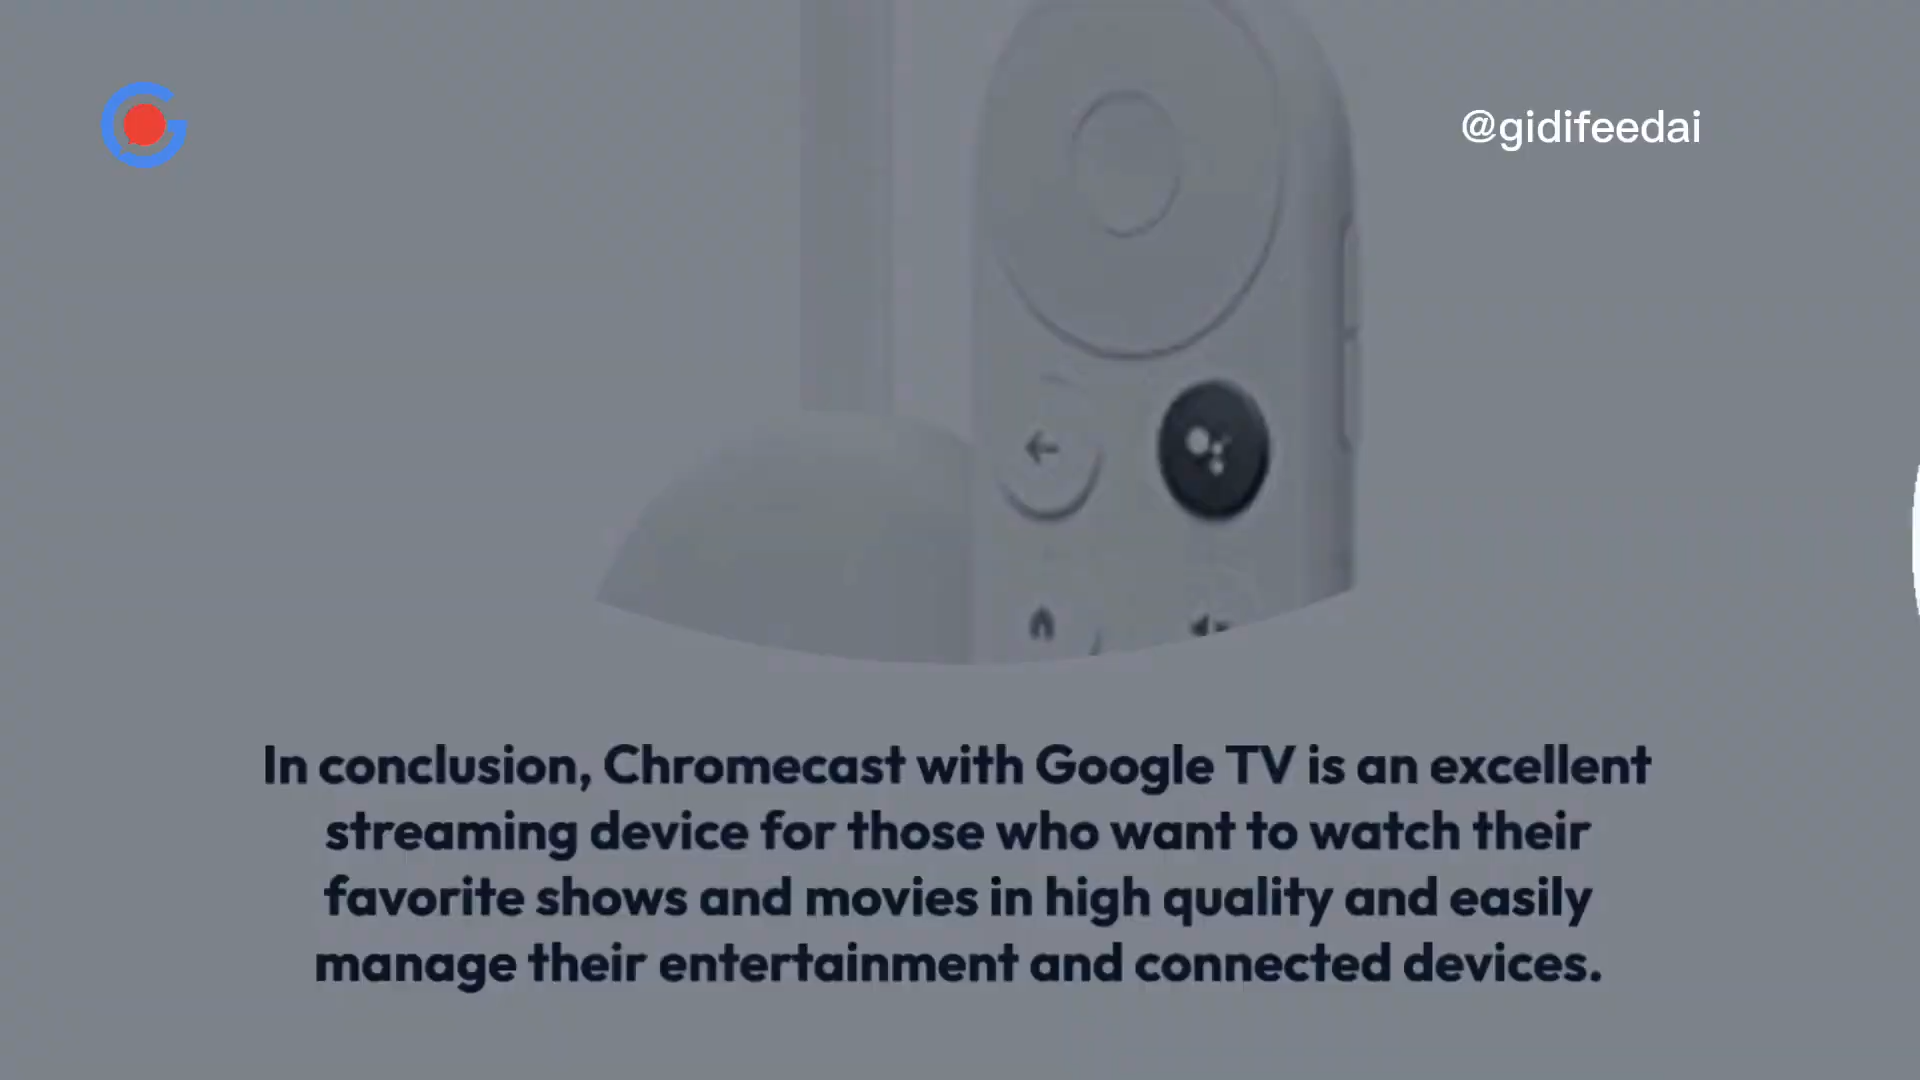 @gidifeedai
In conclusion, Chromecast with Google TV is an excellent
streaming device for those who want to watch their
favorite shows and movies in high quality and easily
manage their entertainment and connected devices.